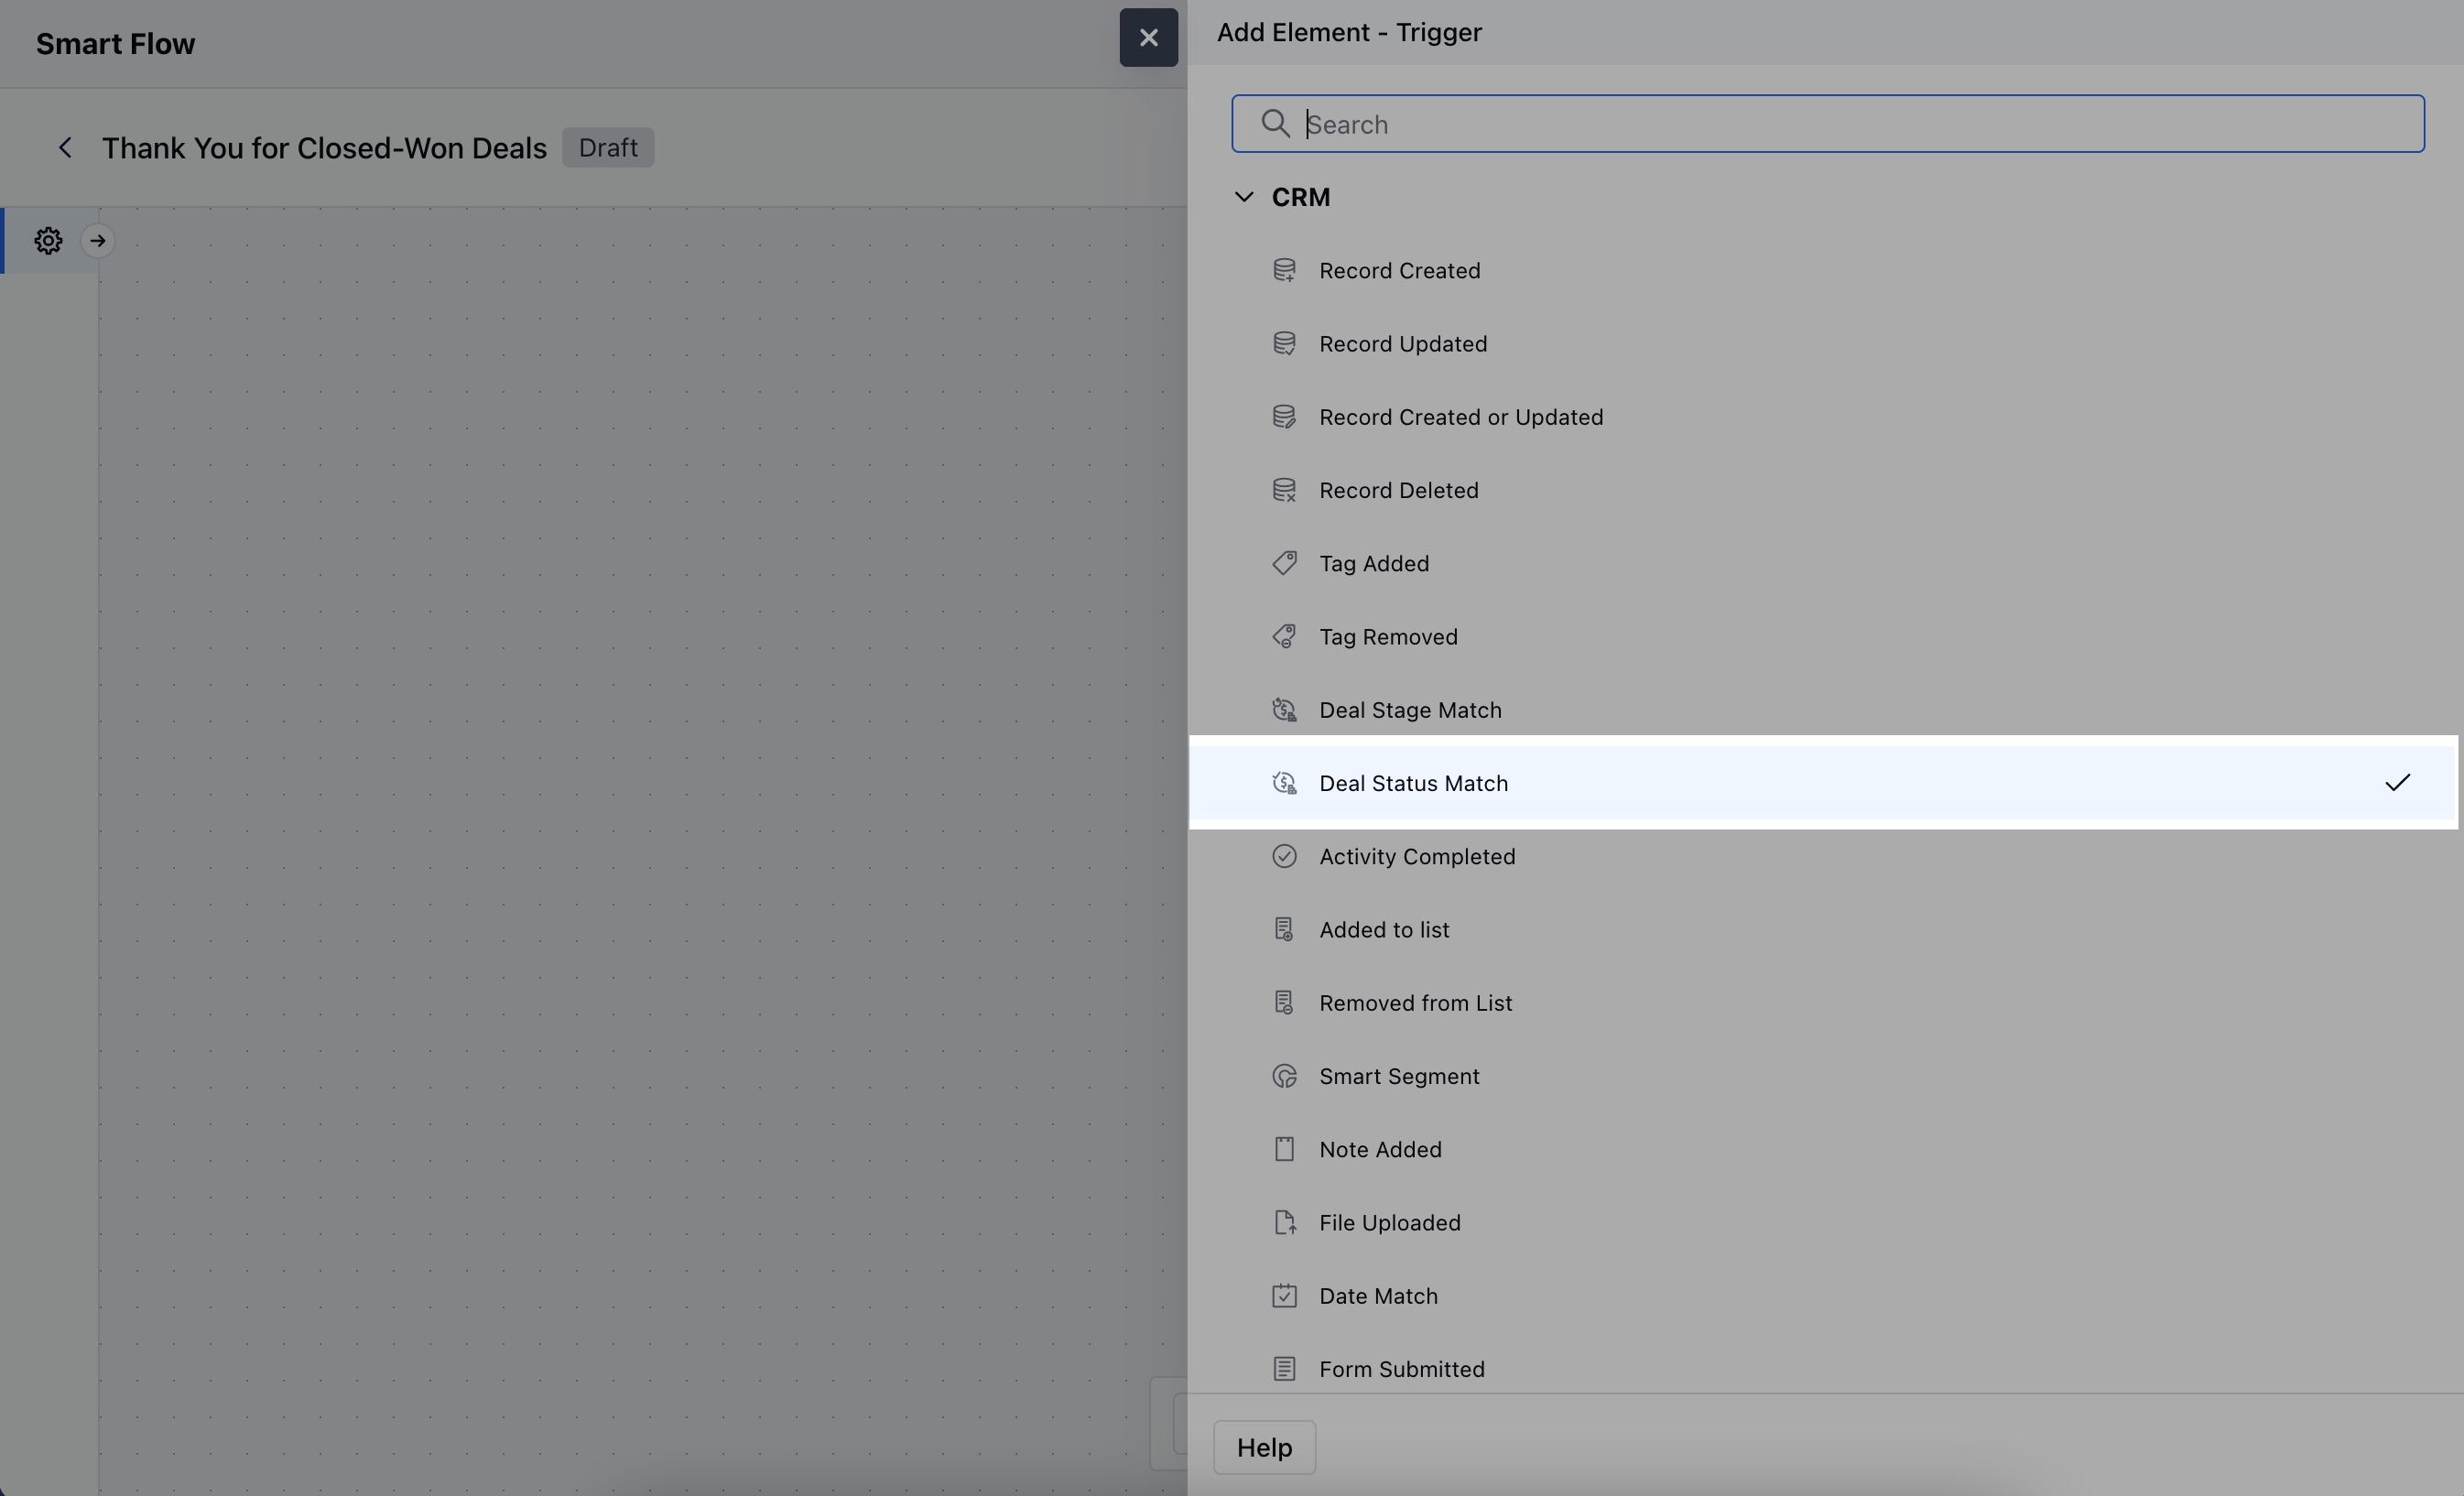 Smart Flow
Thank You for Closed-Won Deals
Draft
Add Element - Trigger
Search
CRM
Record Created
Record Updated
Record Created or Updated
Record Deleted
Tag Added
Tag Removed
Deal Stage Match
Deal Status Match
Activity Completed
Added to list
Removed from List
Smart Segment
Note Added
File Uploaded
Date Match
Form Submitted
Help